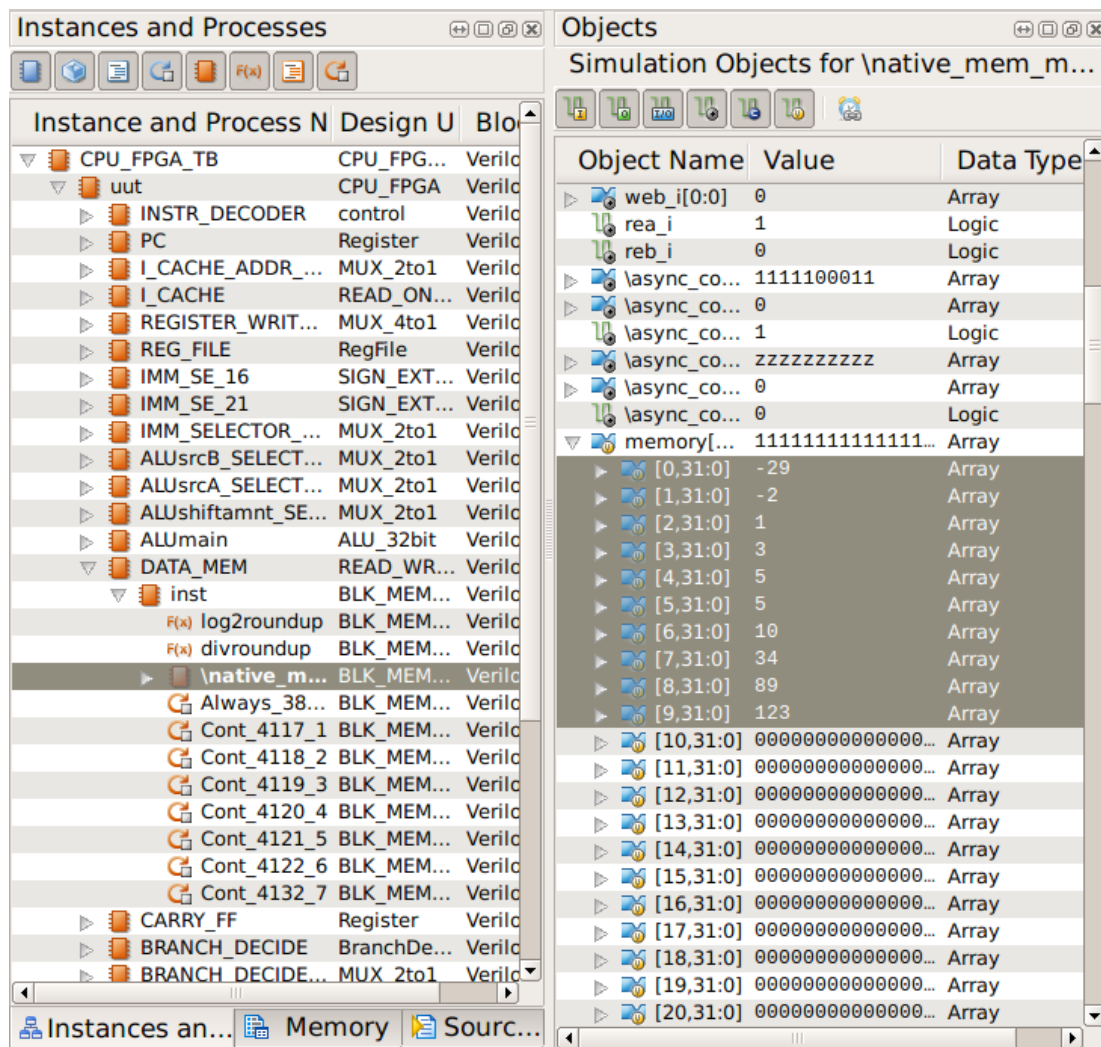 Instances and Processes
Instance and Process N Design U Blo
CPU_FPGA_TB CPU_FPG... Verilo
uut CPU_FPGA Verilo
INSTR_DECODER control Verilo
PC Register Verilo
I_CACHE_ADDR_... MUX_2to1 Verilo
I_CACHE READ_ON... Verilo
REGISTER_WRIT... MUX_4to1 Verilo
REG_FILE RegFile Verilo
IMM_SE_16 SIGN_EXT... Verilo
IMM_SE_21 SIGN_EXT... Verilo
IMM_SELECTOR_... MUX_2to1 Verilo
ALUsrcB_SELECT... MUX_2to1 Verilo
ALUsrcA_SELECT... MUX_2to1 Verilo
ALUshiftamnt_SE... MUX_2to1 Verilo
ALUmain ALU_32bit Verilo
DATA_MEM READ_WR... Verilo
inst BLK_MEM... Verilo
F(x) log2roundup BLK_MEM... Verilo
F(x) divroundup BLK_MEM... Verilo
\native_m... BLK_MEM... Verilo
Always_38... BLK_MEM... Verilo
Cont_4117_1 BLK_MEM... Verilo
Cont_4118_2 BLK_MEM... Verilo
Cont_4119_3 BLK_MEM... Verilo
Cont_4120_4 BLK_MEM... Verilo
Cont_4121_5 BLK_MEM... Verilo
Cont_4122_6 BLK_MEM... Verilo
Cont_4132_7 BLK_MEM... Verilo
CARRY_FF Register Verilo
BRANCH_DECIDE BranchDe... Verilo
BRANCH_DECIDE... MUX_2to1 Verilo
Instances an... Memory Sourc...
Objects
Simulation Objects for \native_mem_m...
Object Name Value Data Type
web_i[0:0] 0 Array
rea_i 1 Logic
reb_i 0 Logic
\async_co... 1111100011 Array
\async_co... 0 Array
\async_co... 1 Logic
\async_co... zzzzzzzzzz Array
\async_co... 0 Array
\async_co... 0 Logic
memory[... 11111111111111... Array
[0,31:0] -29 Array
[1,31:0] -2 Array
[2,31:0] 1 Array
[3,31:0] 3 Array
[4,31:0] 5 Array
[5,31:0] 5 Array
[6,31:0] 10 Array
[7,31:0] 34 Array
[8,31:0] 89 Array
[9,31:0] 123 Array
[10,31:0] 00000000000000... Array
[11,31:0] 00000000000000... Array
[12,31:0] 00000000000000... Array
[13,31:0] 00000000000000... Array
[14,31:0] 00000000000000... Array
[15,31:0] 00000000000000... Array
[16,31:0] 00000000000000... Array
[17,31:0] 00000000000000... Array
[18,31:0] 00000000000000... Array
[19,31:0] 00000000000000... Array
[20,31:0] 00000000000000... Array